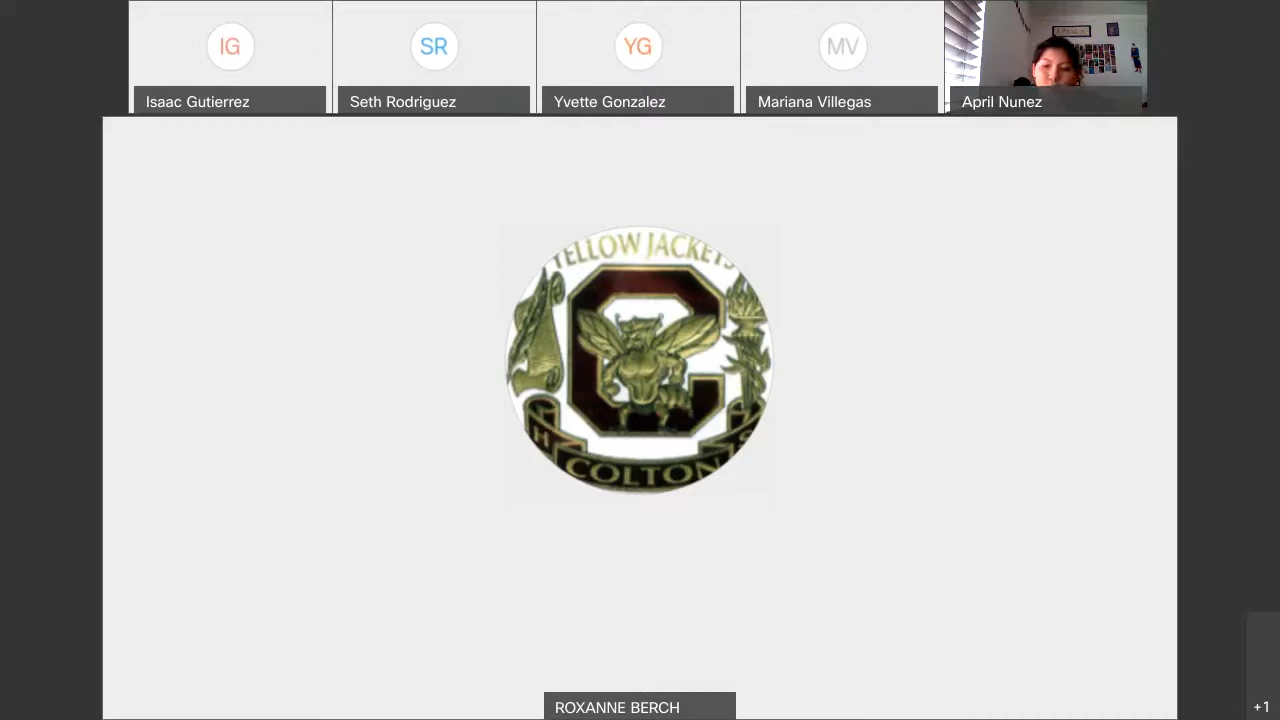 IG
SR
YG
MV
Isaac Gutierrez
Seth Rodriguez
Yvette Gonzalez
Mariana Villegas
April Nunez
YELLOW JACKETS
C
H
S
COLTON
ROXANNE BERCH
+1